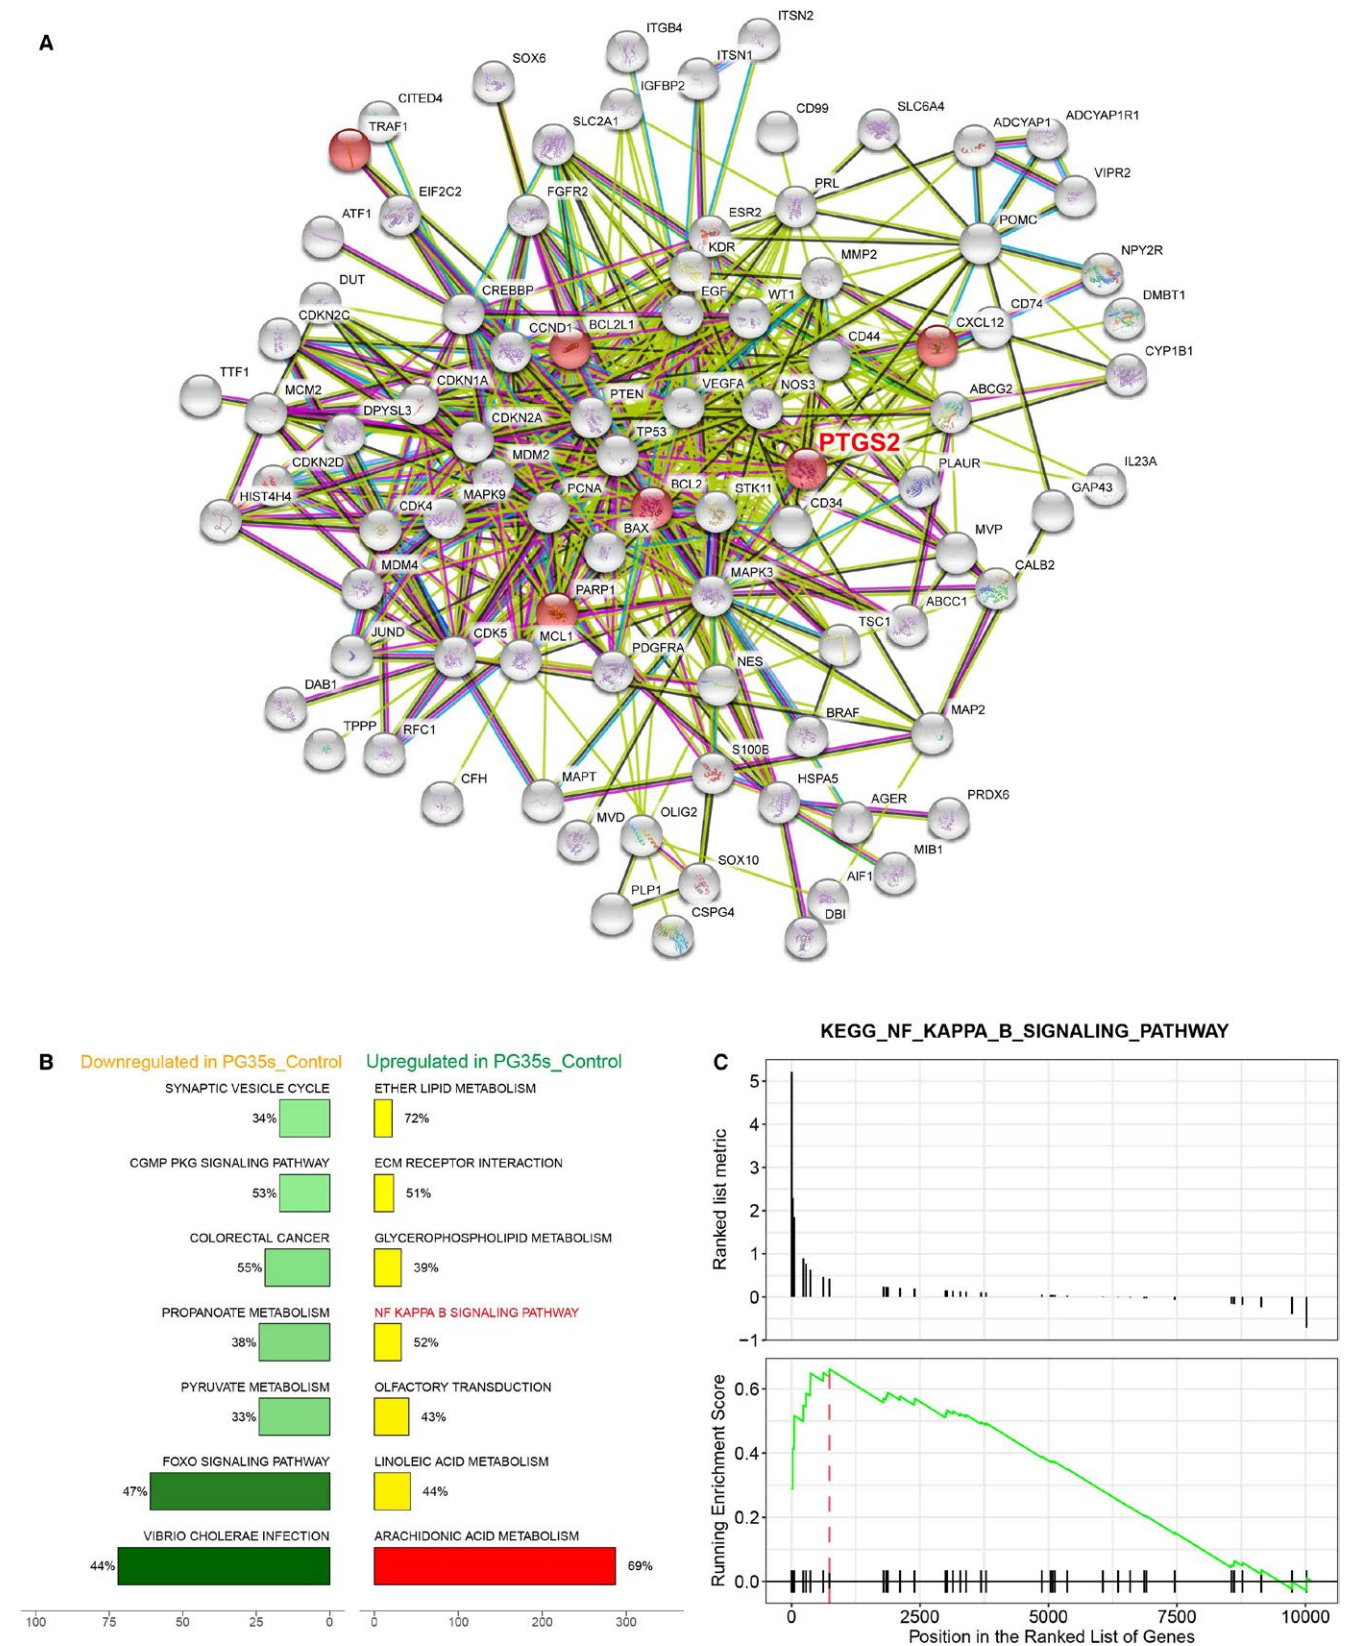 A
ITGB4
ITSN2
SOX6
ITSN1
IGFBP2
CITED4
CD99
SLC6A4
ADCYAP1
ADCYAP1R1
TRAF1
SLC2A1
VIPR2
EIF2C2
FGFR2
PRL
ATF1
ESR2
POMC
KDR
MMP2
NPY2R
DUT
CREBBP
EGF
WT1
CD74
DMBT1
CDKN2C
CCND1
BCL2L1
CXCL12
CD44
CYP1B1
TTF1
MCM2
CDKN1A
PTEN
VEGFA
NOS3
ABCG2
DPYSL3
CDKN2A
TP53
PTGS2
CDKN2D
MDM2
PLAUR
IL23A
HIST4H4
MAPK9
PCNA
BCL2
STK11
GAP43
CDK4
CD34
BAX
MVP
MDM4
MAPK3
CALB2
PARP1
ABCC1
JUND
CDK5
MCL1
TSC1
PDGFRA
NES
DAB1
BRAF
MAP2
TPPP
RFC1
S100B
CFH
MAPT
HSPA5
AGER
PRDX6
MVD
OLIG2
MIB1
SOX10
AIF1
PLP1
CSPG4
DBI
B
Downregulated in PG35s_Control
Upregulated in PG35s_Control
SYNAPTIC VESICLE CYCLE
34%
ETHER LIPID METABOLISM
72%
CGMP PKG SIGNALING PATHWAY
53%
ECM RECEPTOR INTERACTION
51%
COLORECTAL CANCER
55%
GLYCEROPHOSPHOLIPID METABOLISM
39%
PROPANOATE METABOLISM
38%
NF KAPPA B SIGNALING PATHWAY
52%
PYRUVATE METABOLISM
33%
OLFACTORY TRANSDUCTION
43%
FOXO SIGNALING PATHWAY
47%
LINOLEIC ACID METABOLISM
44%
VIBRIO CHOLERAE INFECTION
44%
ARACHIDONIC ACID METABOLISM
69%
100 75 50 25 0
0 100 200 300
C
KEGG_NF_KAPPA_B_SIGNALING_PATHWAY
Ranked list metric
5
4
3
2
1
0
−1
Running Enrichment Score
0.6
0.4
0.2
0.0
0 2500 5000 7500 10000
Position in the Ranked List of Genes